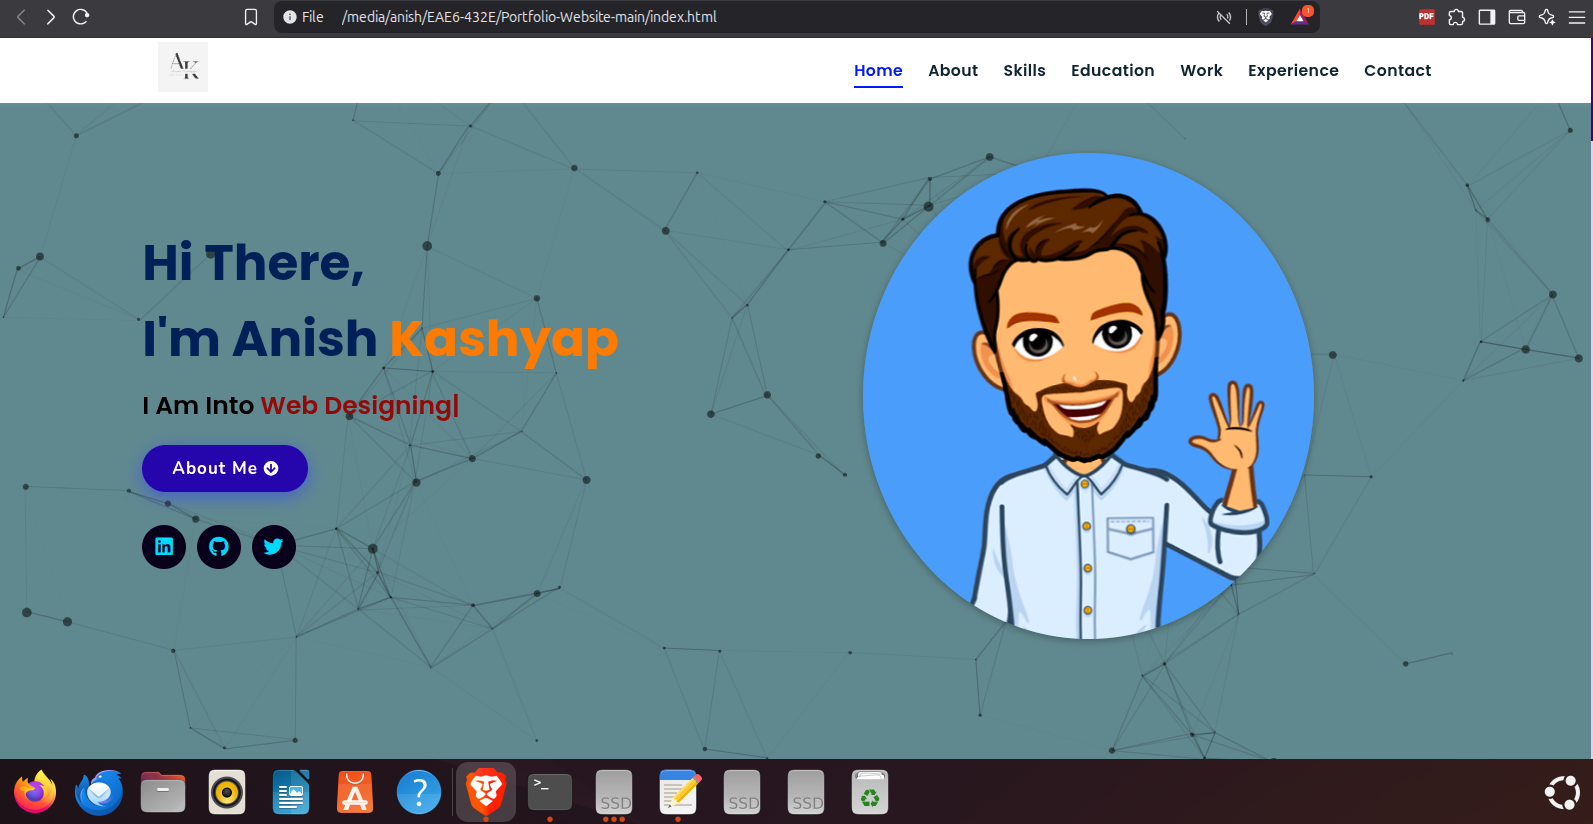 File /media/anish/EAE6-432E/Portfolio-Website-main/index.html
1
PDF
AK
Home About Skills Education Work Experience Contact
Hi There,
I'm Anish Kashyap
I Am Into Web Designing|
About Me
in
? >_ SSD SSD SSD